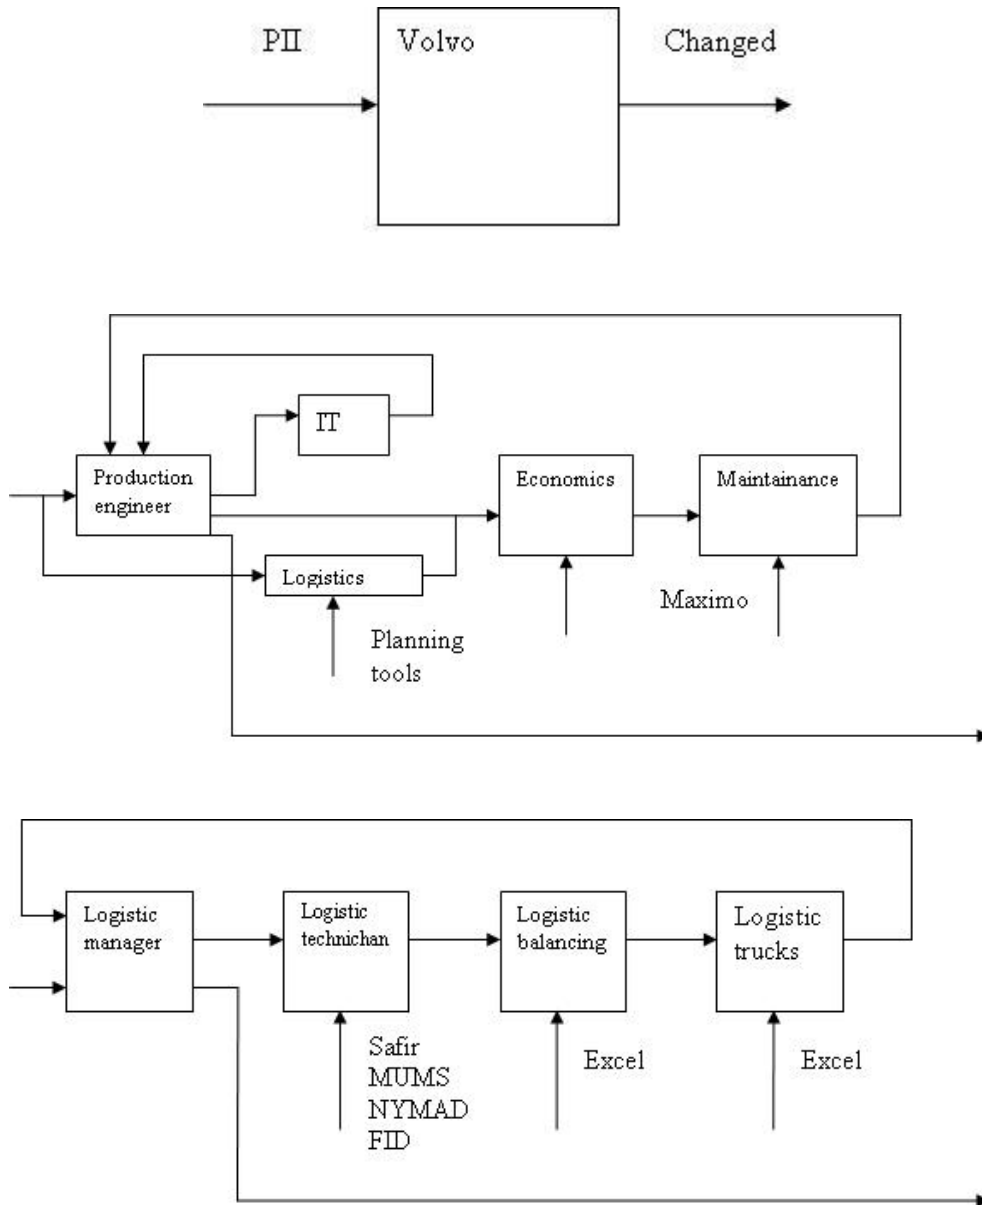 PII
Volvo
Changed
IT
Production
engineer
Economics
Maintainance
Logistics
Maximo
Planning
tools
Logistic
manager
Logistic
technichan
Logistic
balancing
Logistic
trucks
Safir
MUMS
NYMAD
FID
Excel
Excel